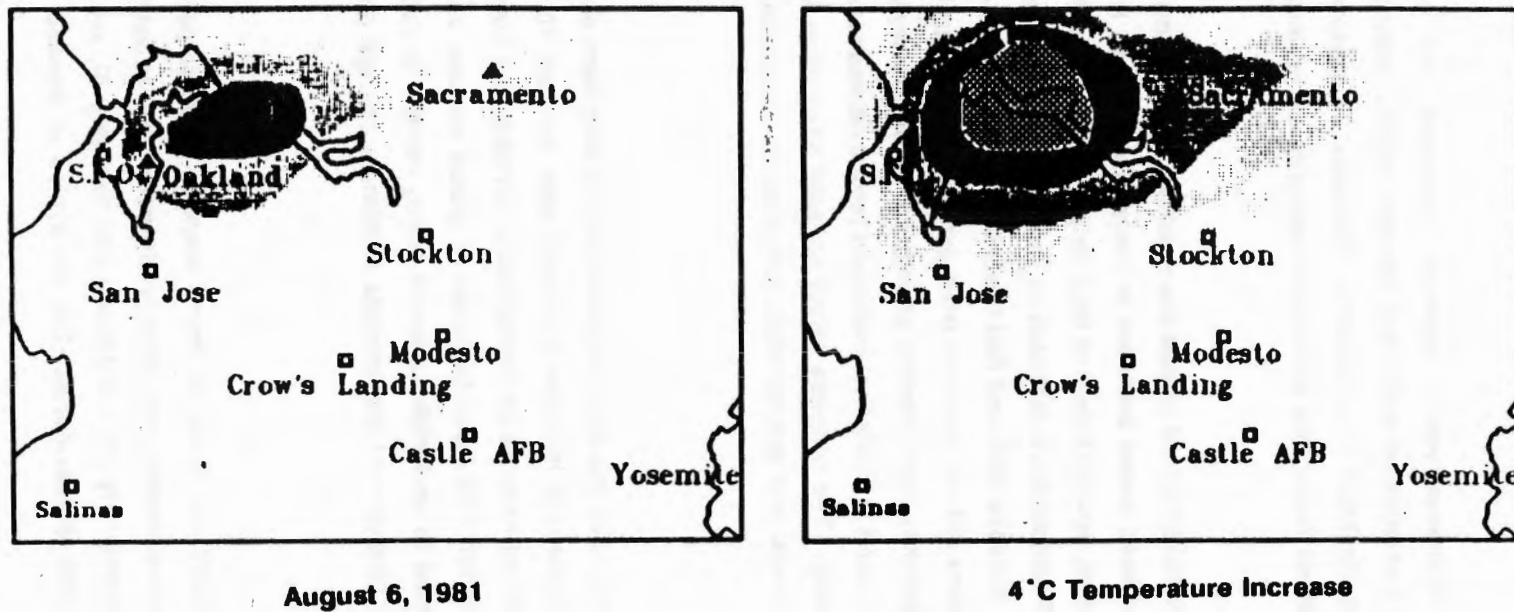 Sacramento
S.F.O.
Oakland
Stockton
San Jose
Modesto
Crow's Landing
Castle AFB
Yosemite
Salinas
August 6, 1981
Sacramento
Stockton
San Jose
Modesto
Crow's Landing
Castle AFB
Yosemite
Salinas
4°C Temperature Increase